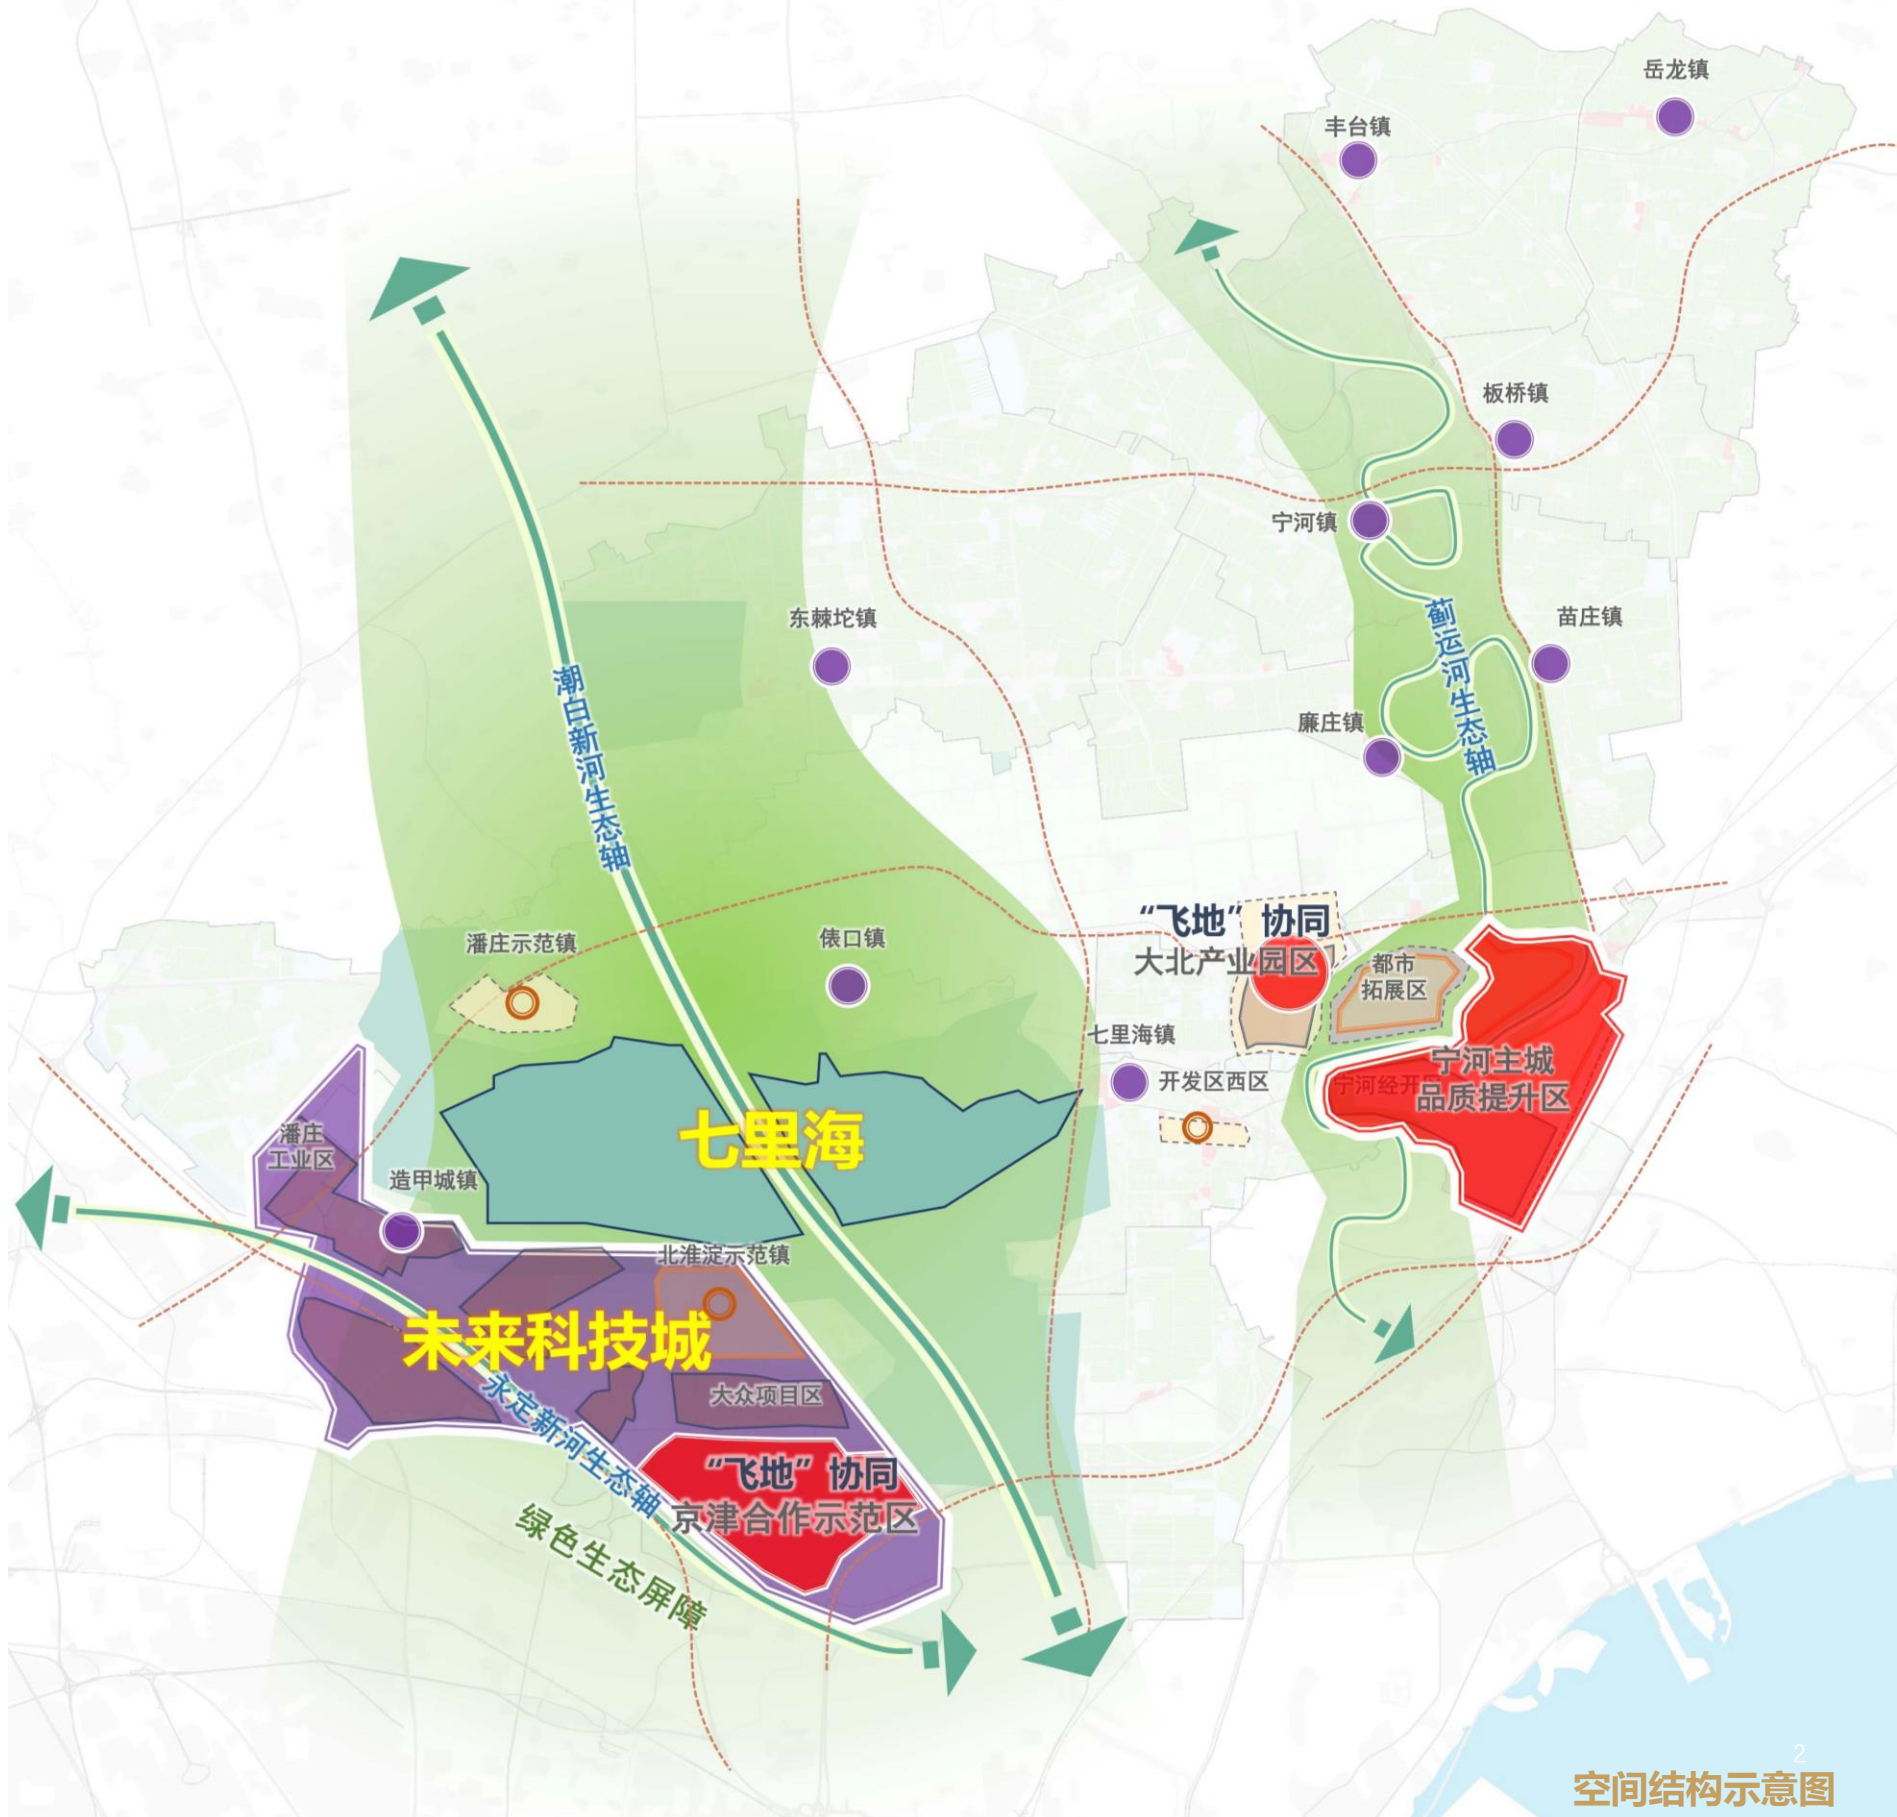 岳龙镇
丰台镇
板桥镇
宁河镇
东棘坨镇
苗庄镇
蓟运河生态轴
潮白新河生态轴
廉庄镇
潘庄示范镇
俵口镇
“飞地”协同
大北产业园区
都市
拓展区
七里海镇
开发区西区
宁河主城
品质提升区
宁河经开
七里海
潘庄
工业区
造甲城镇
北淮淀示范镇
未来科技城
大众项目区
永定新河生态轴
“飞地”协同
京津合作示范区
绿色生态屏障
2
空间结构示意图